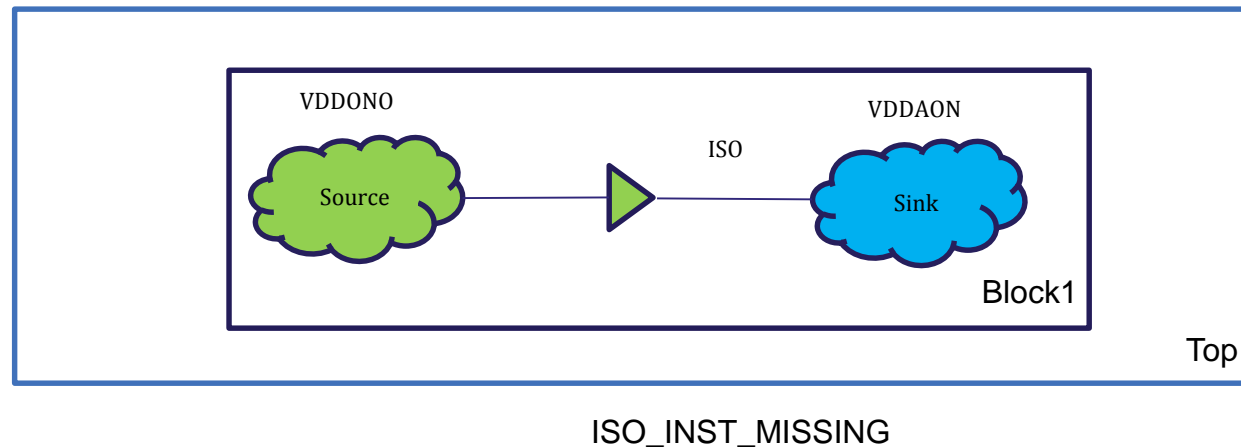 VDDONO
VDDAON
ISO
Source
Sink
Block1
Top
ISO_INST_MISSING